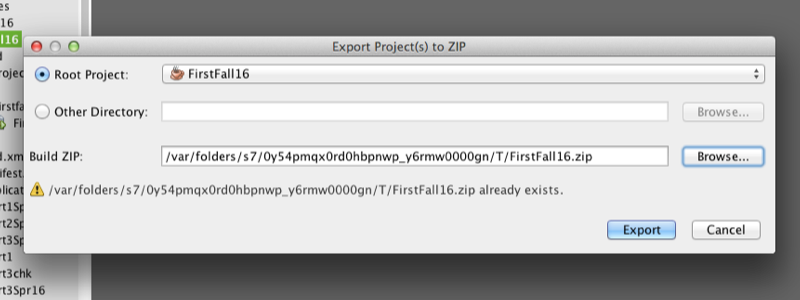 es
16
l16
Export Project(s) to ZIP
d
rojec
Root Project: FirstFall16
irstfa
Other Directory: Browse...
Fi
Build ZIP: /var/folders/s7/0y54pmqx0rd0hbpnwp_y6rmw0000gn/T/FirstFall16.zip Browse...
d.xm
ifest.
/var/folders/s7/0y54pmqx0rd0hbpnwp_y6rmw0000gn/T/FirstFall16.zip already exists.
plicat
rt1Sp
rt2Sp
Export Cancel
rt3Sp
rt1
rt3chk
rt3Spr16